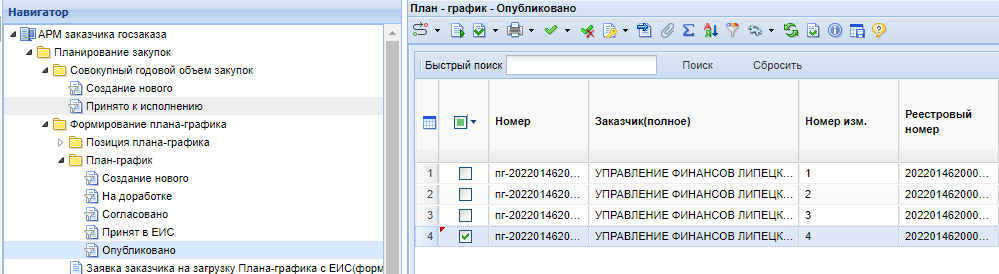 Навигатор
АРМ заказчика госзаказа
Планирование закупок
Совокупный годовой объем закупок
Создание нового
Принято к исполнению
Формирование плана-графика
Позиция плана-графика
План-график
Создание нового
На доработке
Согласовано
Принят в ЕИС
Опубликовано
Заявка заказчика на загрузку Плана-графика с ЕИС(форм
План - график - Опубликовано
Быстрый поиск Поиск Сбросить
Номер Заказчик(полное) Номер изм. Реестровый номер
1 пг-2022014620... УПРАВЛЕНИЕ ФИНАНСОВ ЛИПЕЦК... 1 202201462000...
2 пг-2022014620... УПРАВЛЕНИЕ ФИНАНСОВ ЛИПЕЦК... 2 202201462000...
3 пг-2022014620... УПРАВЛЕНИЕ ФИНАНСОВ ЛИПЕЦК... 3 202201462000...
4 пг-2022014620... УПРАВЛЕНИЕ ФИНАНСОВ ЛИПЕЦК... 4 202201462000...